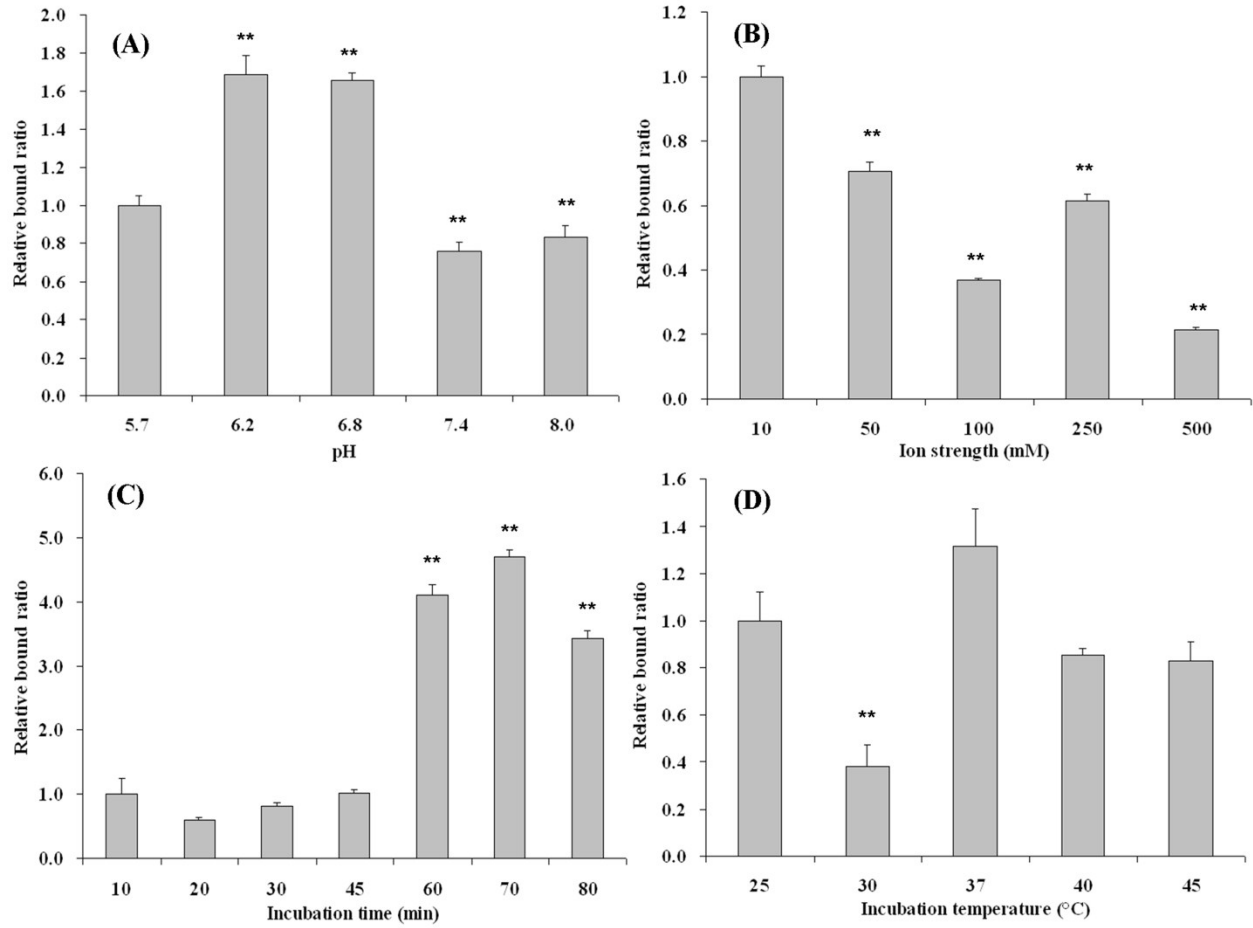 (A)
Relative bound ratio
2.0
1.8
1.6
1.4
1.2
1.0
0.8
0.6
0.4
0.2
0.0
** ** ** **
5.7 6.2 6.8 7.4 8.0
pH
(B)
Relative bound ratio
1.2
1.0
0.8
0.6
0.4
0.2
0.0
** ** ** **
10 50 100 250 500
Ion strength (mM)
(C)
Relative bound ratio
6.0
5.0
4.0
3.0
2.0
1.0
0.0
** ** **
10 20 30 45 60 70 80
Incubation time (min)
(D)
Relative bound ratio
1.6
1.4
1.2
1.0
0.8
0.6
0.4
0.2
0.0
**
25 30 37 40 45
Incubation temperature (°C)